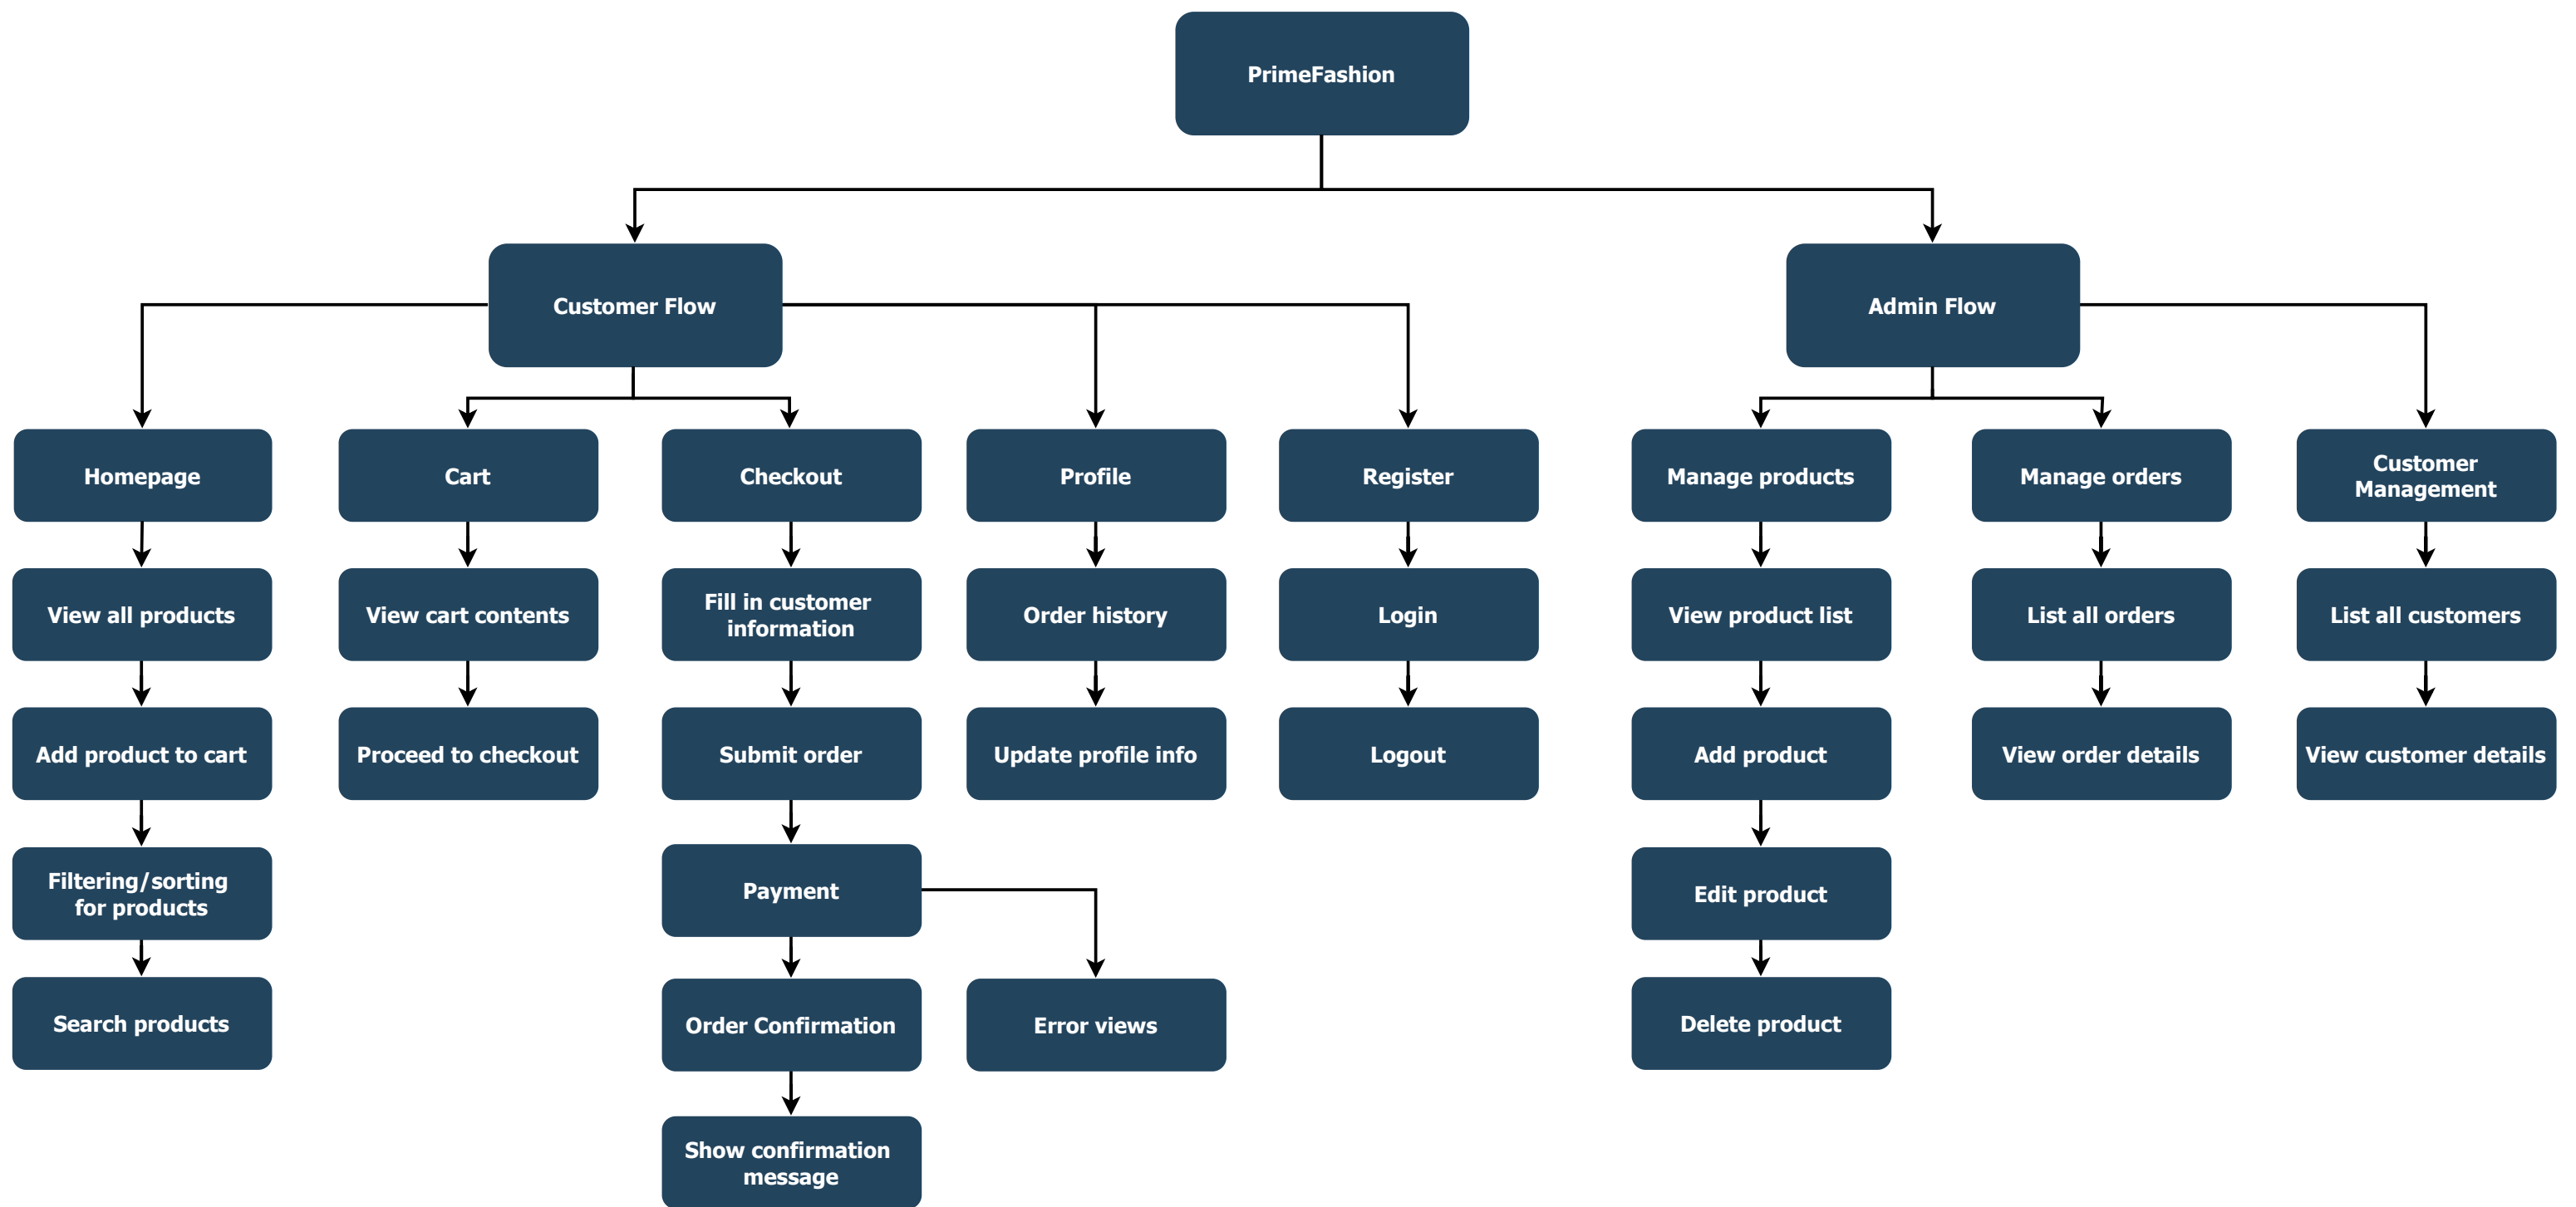 PrimeFashion
Customer Flow
Admin Flow
Homepage
Cart
Checkout
Profile
Register
Manage products
Manage orders
Customer
Management
View all products
View cart contents
Fill in customer
information
Order history
Login
View product list
List all orders
List all customers
Add product to cart
Proceed to checkout
Submit order
Update profile info
Logout
Add product
View order details
View customer details
Filtering/sorting
for products
Payment
Edit product
Search products
Order Confirmation
Error views
Delete product
Show confirmation
message